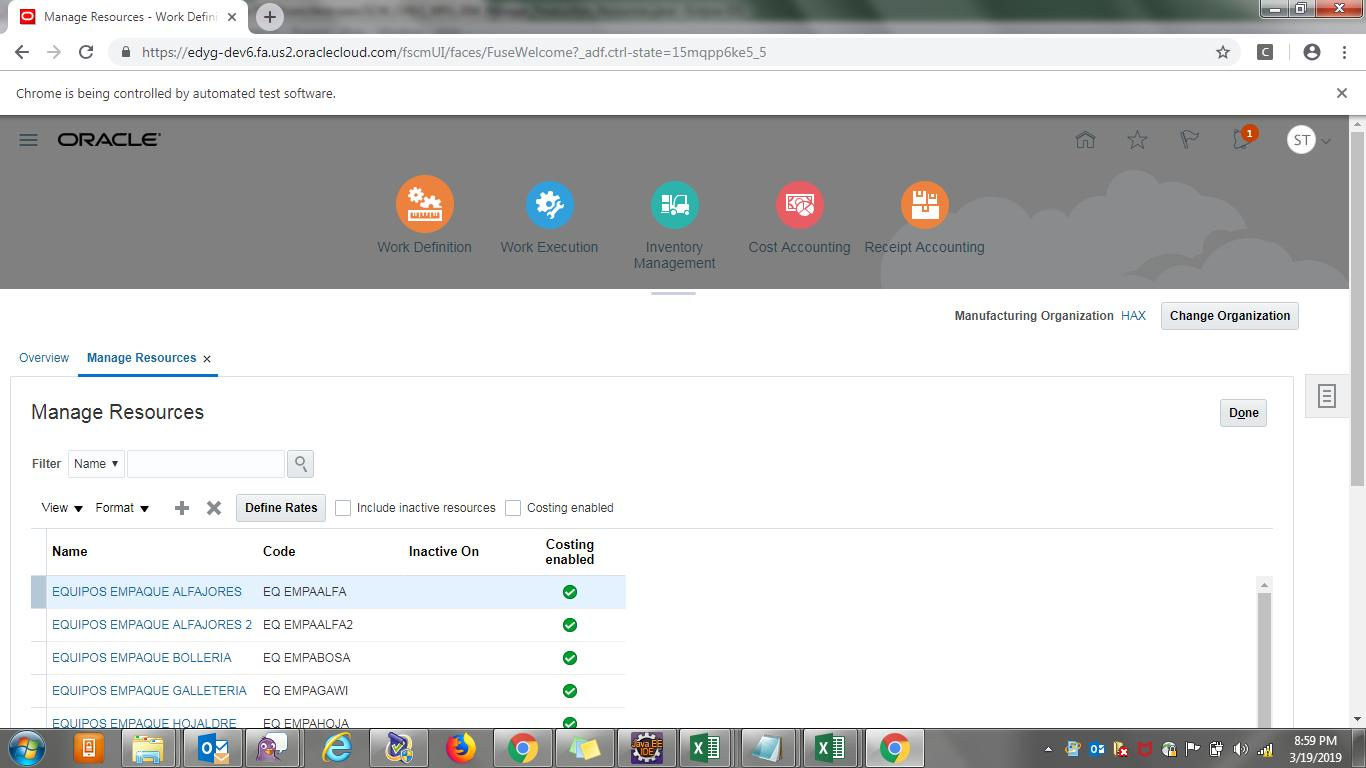 Manage Resources - Work Defini
https://edyg-dev6.fa.us2.oraclecloud.com/fscmUI/faces/FuseWelcome?_adf.ctrl-state=15mqpp6ke5_5
C
Chrome is being controlled by automated test software.
ORACLE
1
ST
Work Definition
Work Execution
Inventory
Management
Cost Accounting
Receipt Accounting
Manufacturing Organization HAX
Change Organization
Overview
Manage Resources
Manage Resources
Done
Filter
Name
View
Format
Define Rates
Include inactive resources
Costing enabled
Name
Code
Inactive On
Costing
enabled
EQUIPOS EMPAQUE ALFAJORES EQ EMPAALFA
EQUIPOS EMPAQUE ALFAJORES 2 EQ EMPAALFA2
EQUIPOS EMPAQUE BOLLERIA EQ EMPABOSA
EQUIPOS EMPAQUE GALLETERIA EQ EMPAGAWI
EQUIPOS EMPAQUE HOJALDRE EQ EMPAHOJA
Java EE
IDE
8:59 PM
3/19/2019